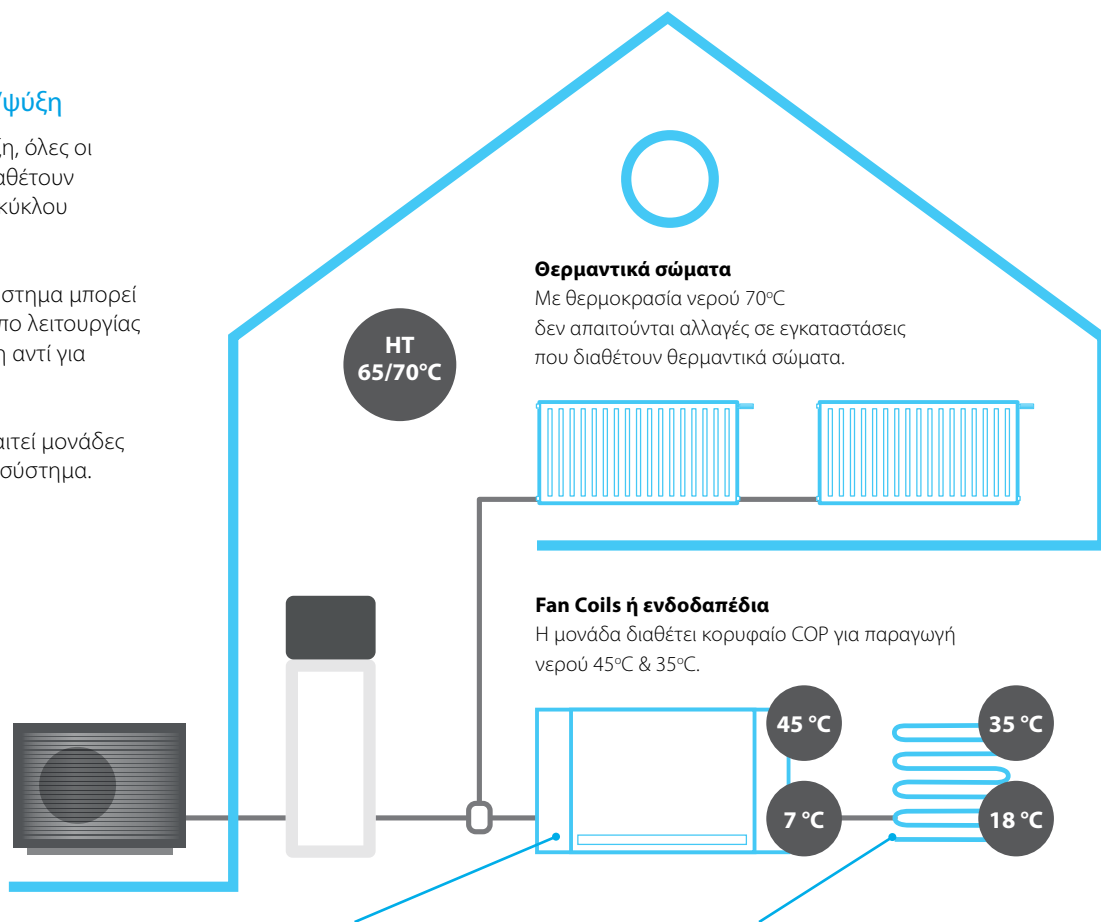 /ψύξη
ξη, όλες οι
αθέτουν
κύκλου
στημα μπορεί
πο λειτουργίας
η αντί για
αιτεί μονάδες
σύστημα.
HT
65/70°C
Θερμαντικά σώματα
Με θερμοκρασία νερού 70°C
δεν απαιτούνται αλλαγές σε εγκαταστάσεις
που διαθέτουν θερμαντικά σώματα.
Fan Coils ή ενδοδαπέδια
Η μονάδα διαθέτει κορυφαίο COP για παραγωγή
νερού 45°C & 35°C.
45 °C
35 °C
7 °C
18 °C